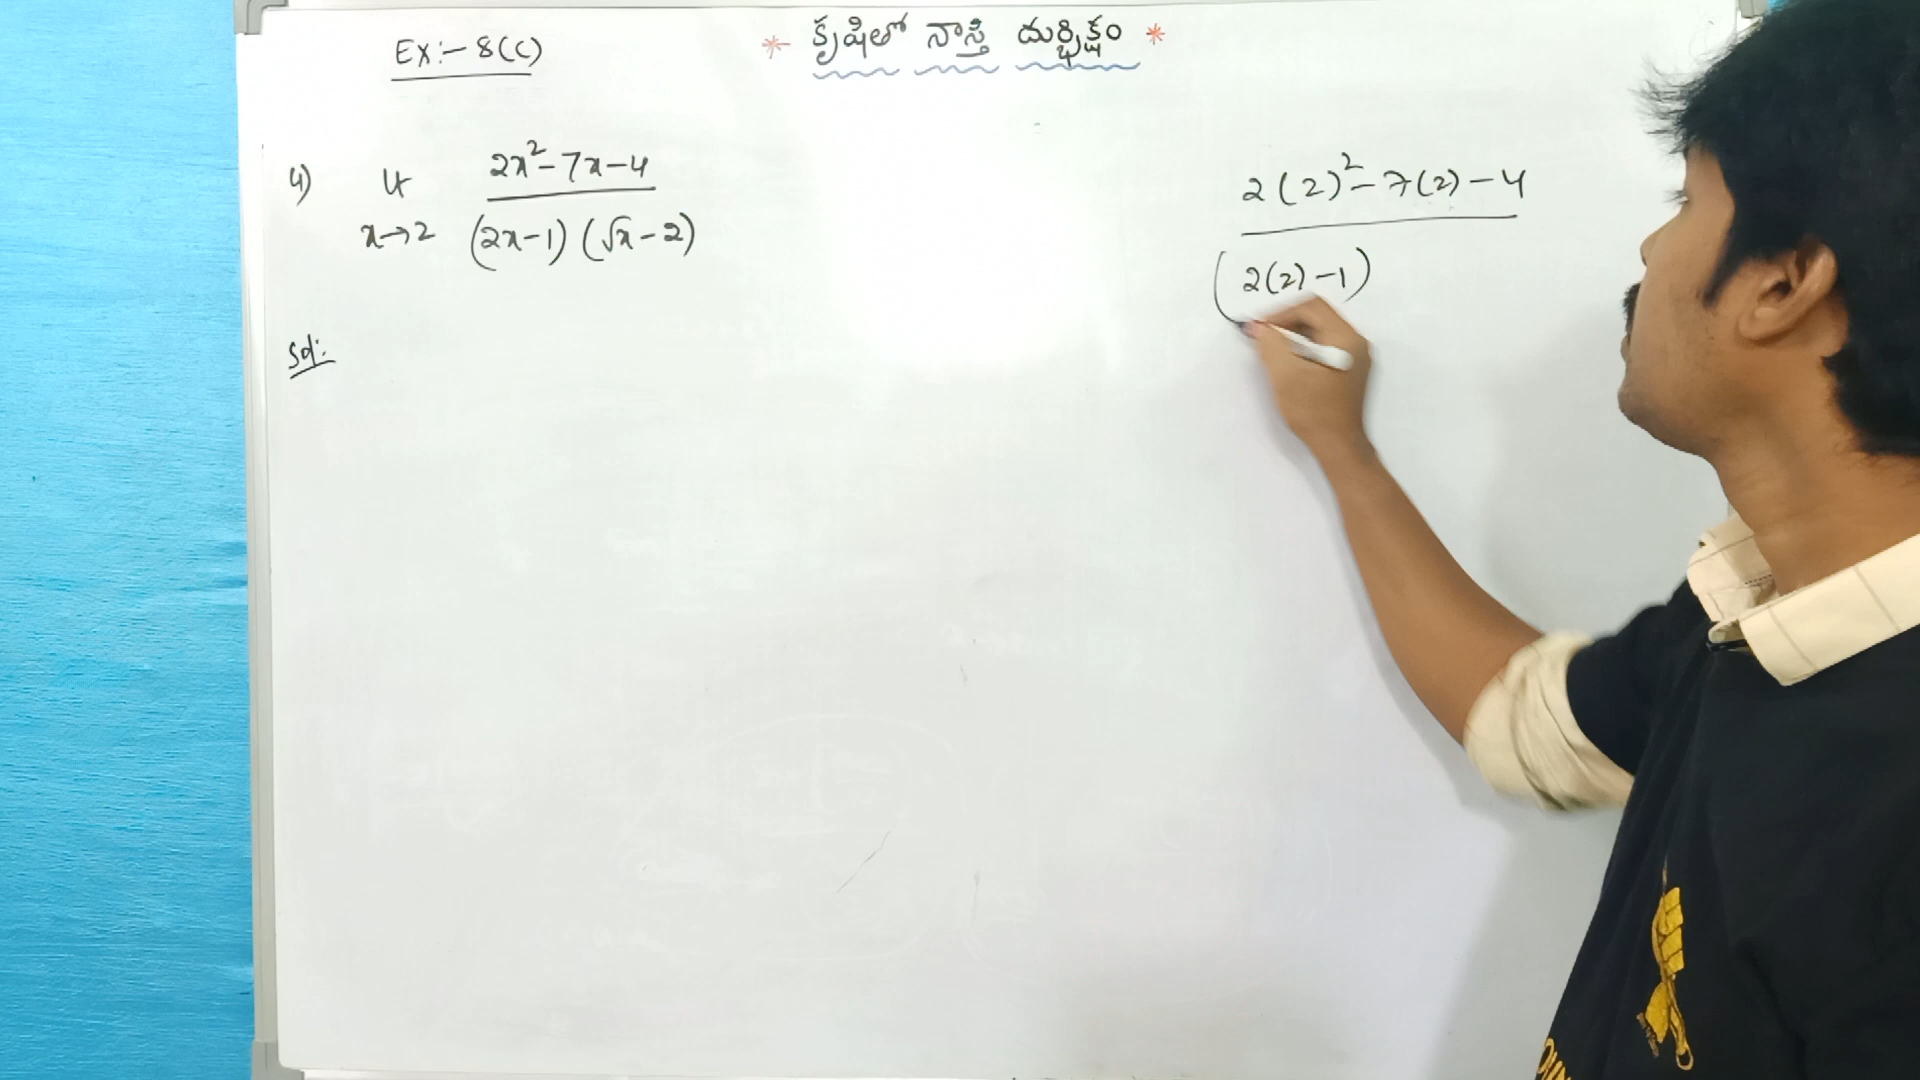 Ex:- 8(C)
* కృషితో నాస్తి దుర్భిక్షం *
4) Lt 2x²-7x-4
x→2 (2x-1) (√x-2)
2(2)²-7(2)-4
(2(2)-1)
Sol: